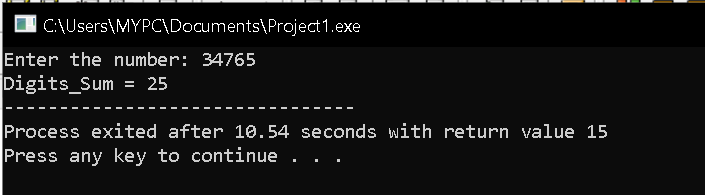 C:\Users\MYPC\Documents\Project1.exe
Enter the number: 34765
Digits_Sum = 25
--------------------------------
Process exited after 10.54 seconds with return value 15
Press any key to continue . . .